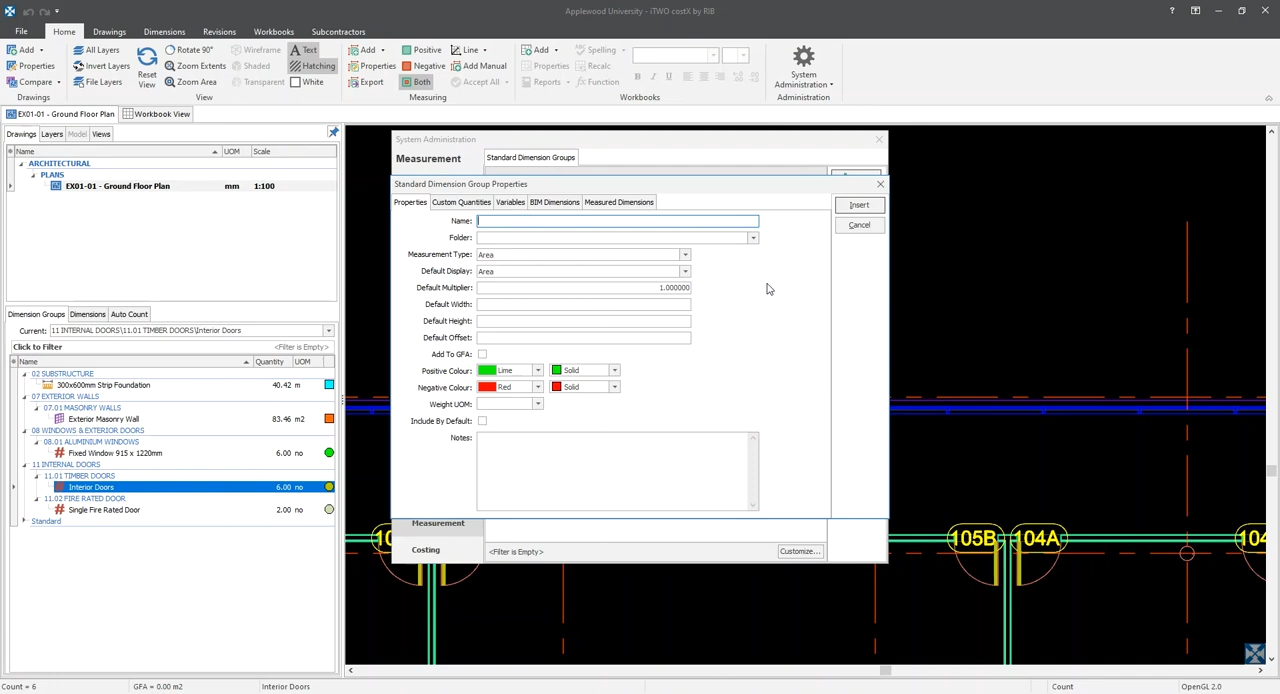 Applewood University - iTWO costX by RIB
File Home Drawings Dimensions Revisions Workbooks Subcontractors
Add All Layers Rotate 90° Wireframe Text Add Positive Line Add Spelling
Properties Invert Layers Zoom Extents Shaded Hatching Properties Negative Add Manual Properties Recalc
Compare File Layers Reset View Zoom Area Transparent White Export Both Accept All Reports Function System Administration
Drawings View Measuring Workbooks Administration
EX01-01 - Ground Floor Plan Workbook View
Drawings Layers Model Views
Name UOM Scale
ARCHITECTURAL
PLANS
EX01-01 - Ground Floor Plan mm 1:100
Dimension Groups Dimensions Auto Count
Current: 11 INTERNAL DOORS\11.01 TIMBER DOORS\Interior Doors
Click to Filter <Filter is Empty>
Name Quantity UOM
02 SUBSTRUCTURE
300x600mm Strip Foundation 40.42 m
07 EXTERIOR WALLS
07.01 MASONRY WALLS
Exterior Masonry Wall 83.46 m2
08 WINDOWS & EXTERIOR DOORS
08.01 ALUMINIUM WINDOWS
Fixed Window 915 x 1220mm 6.00 no
11 INTERNAL DOORS
11.01 TIMBER DOORS
Interior Doors 6.00 no
11.02 FIRE RATED DOOR
Single Fire Rated Door 2.00 no
Standard
System Administration
Measurement Standard Dimension Groups
Standard Dimension Group Properties
Properties Custom Quantities Variables BIM Dimensions Measured Dimensions
Name: Insert
Folder: Cancel
Measurement Type: Area
Default Display: Area
Default Multiplier: 1.000000
Default Width:
Default Height:
Default Offset:
Add To GFA:
Positive Colour: Lime Solid
Negative Colour: Red Solid
Weight UOM:
Include By Default:
Notes:
Measurement
Costing <Filter is Empty> Customize...
10 105B 104A 104
Count = 6 GFA = 0.00 m2 Interior Doors Count OpenGL 2.0